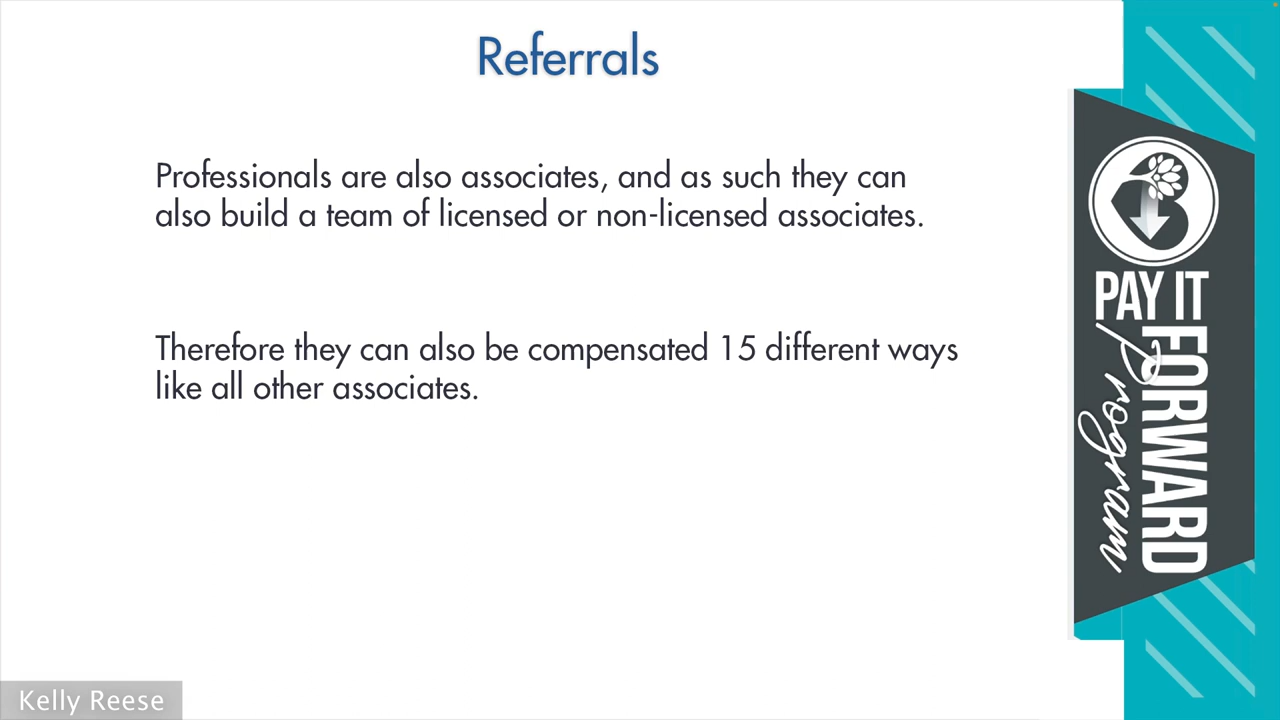 Referrals
Professionals are also associates, and as such they can
also build a team of licensed or non-licensed associates.
Therefore they can also be compensated 15 different ways
like all other associates.
PAY IT
FORWARD
Program
Kelly Reese